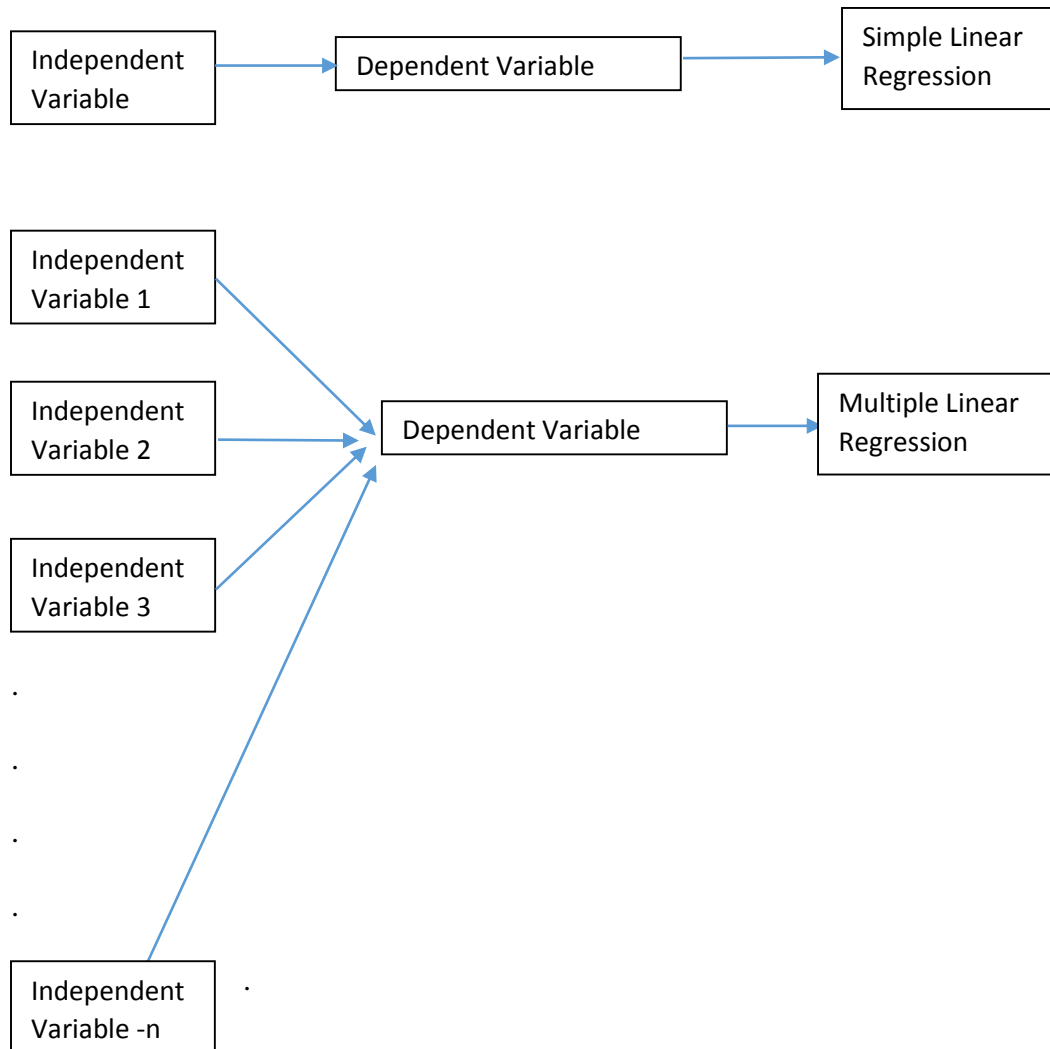 Independent
Variable
Dependent Variable
Simple Linear
Regression
Independent
Variable 1
Independent
Variable 2
Dependent Variable
Multiple Linear
Regression
Independent
Variable 3
.
.
.
.
Independent
Variable -n
.